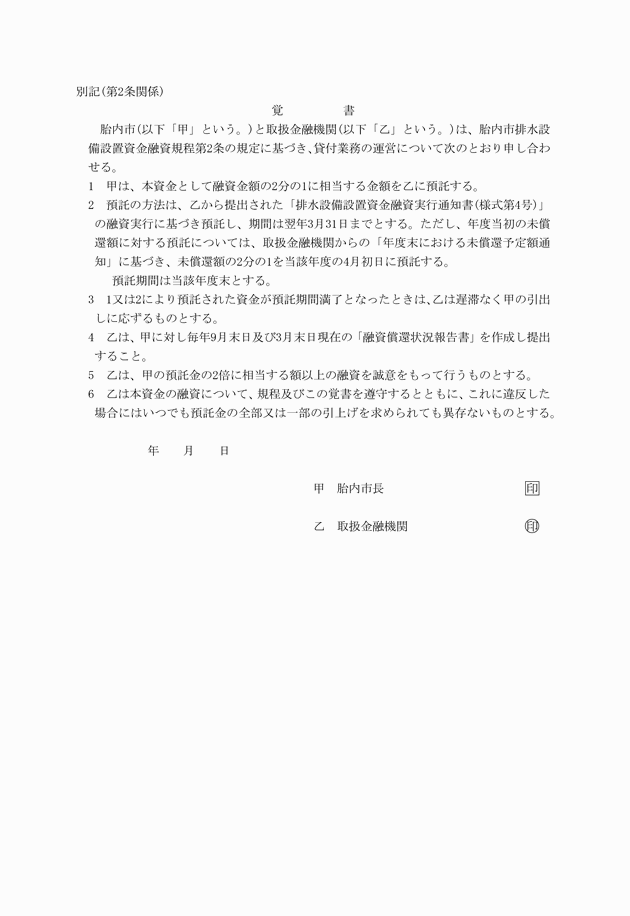 別記(第2条関係)
覚　　　　　書
胎内市(以下「甲」という。)と取扱金融機関(以下「乙」という。)は、胎内市排水設
備設置資金融資規程第2条の規定に基づき、貸付業務の運営について次のとおり申し合わ
せる。
1　甲は、本資金として融資金額の2分の1に相当する金額を乙に預託する。
2　預託の方法は、乙から提出された「排水設備設置資金融資実行通知書(様式第4号)」
の融資実行に基づき預託し、期間は翌年3月31日までとする。ただし、年度当初の未償
還額に対する預託については、取扱金融機関からの「年度末における未償還予定額通
知」に基づき、未償還額の2分の1を当該年度の4月初日に預託する。
預託期間は当該年度末とする。
3　1又は2により預託された資金が預託期間満了となったときは、乙は遅滞なく甲の引出
しに応ずるものとする。
4　乙は、甲に対し毎年9月末日及び3月末日現在の「融資償還状況報告書」を作成し提出
すること。
5　乙は、甲の預託金の2倍に相当する額以上の融資を誠意をもって行うものとする。
6　乙は本資金の融資について、規程及びこの覚書を遵守するとともに、これに違反した
場合にはいつでも預託金の全部又は一部の引上げを求められても異存ないものとする。
年　　月　　日
甲　胎内市長　　　　　　　　　　　　印
乙　取扱金融機関　　　　　　　　　　㊞